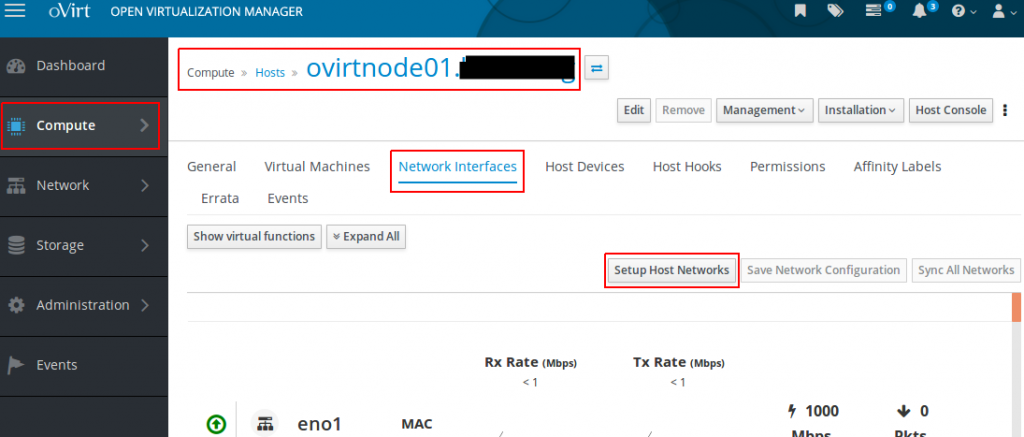 oVirt OPEN VIRTUALIZATION MANAGER 0 3
Dashboard
Compute
Network
Storage
Administration
Events
Compute » Hosts » ovirtnode01.
Edit Remove Management Installation Host Console
General Virtual Machines Network Interfaces Host Devices Host Hooks Permissions Affinity Labels
Errata Events
Show virtual functions Expand All
Setup Host Networks Save Network Configuration Sync All Networks
Rx Rate (Mbps) Tx Rate (Mbps)
< 1 < 1
eno1 MAC 1000 0
Mbps Pkts